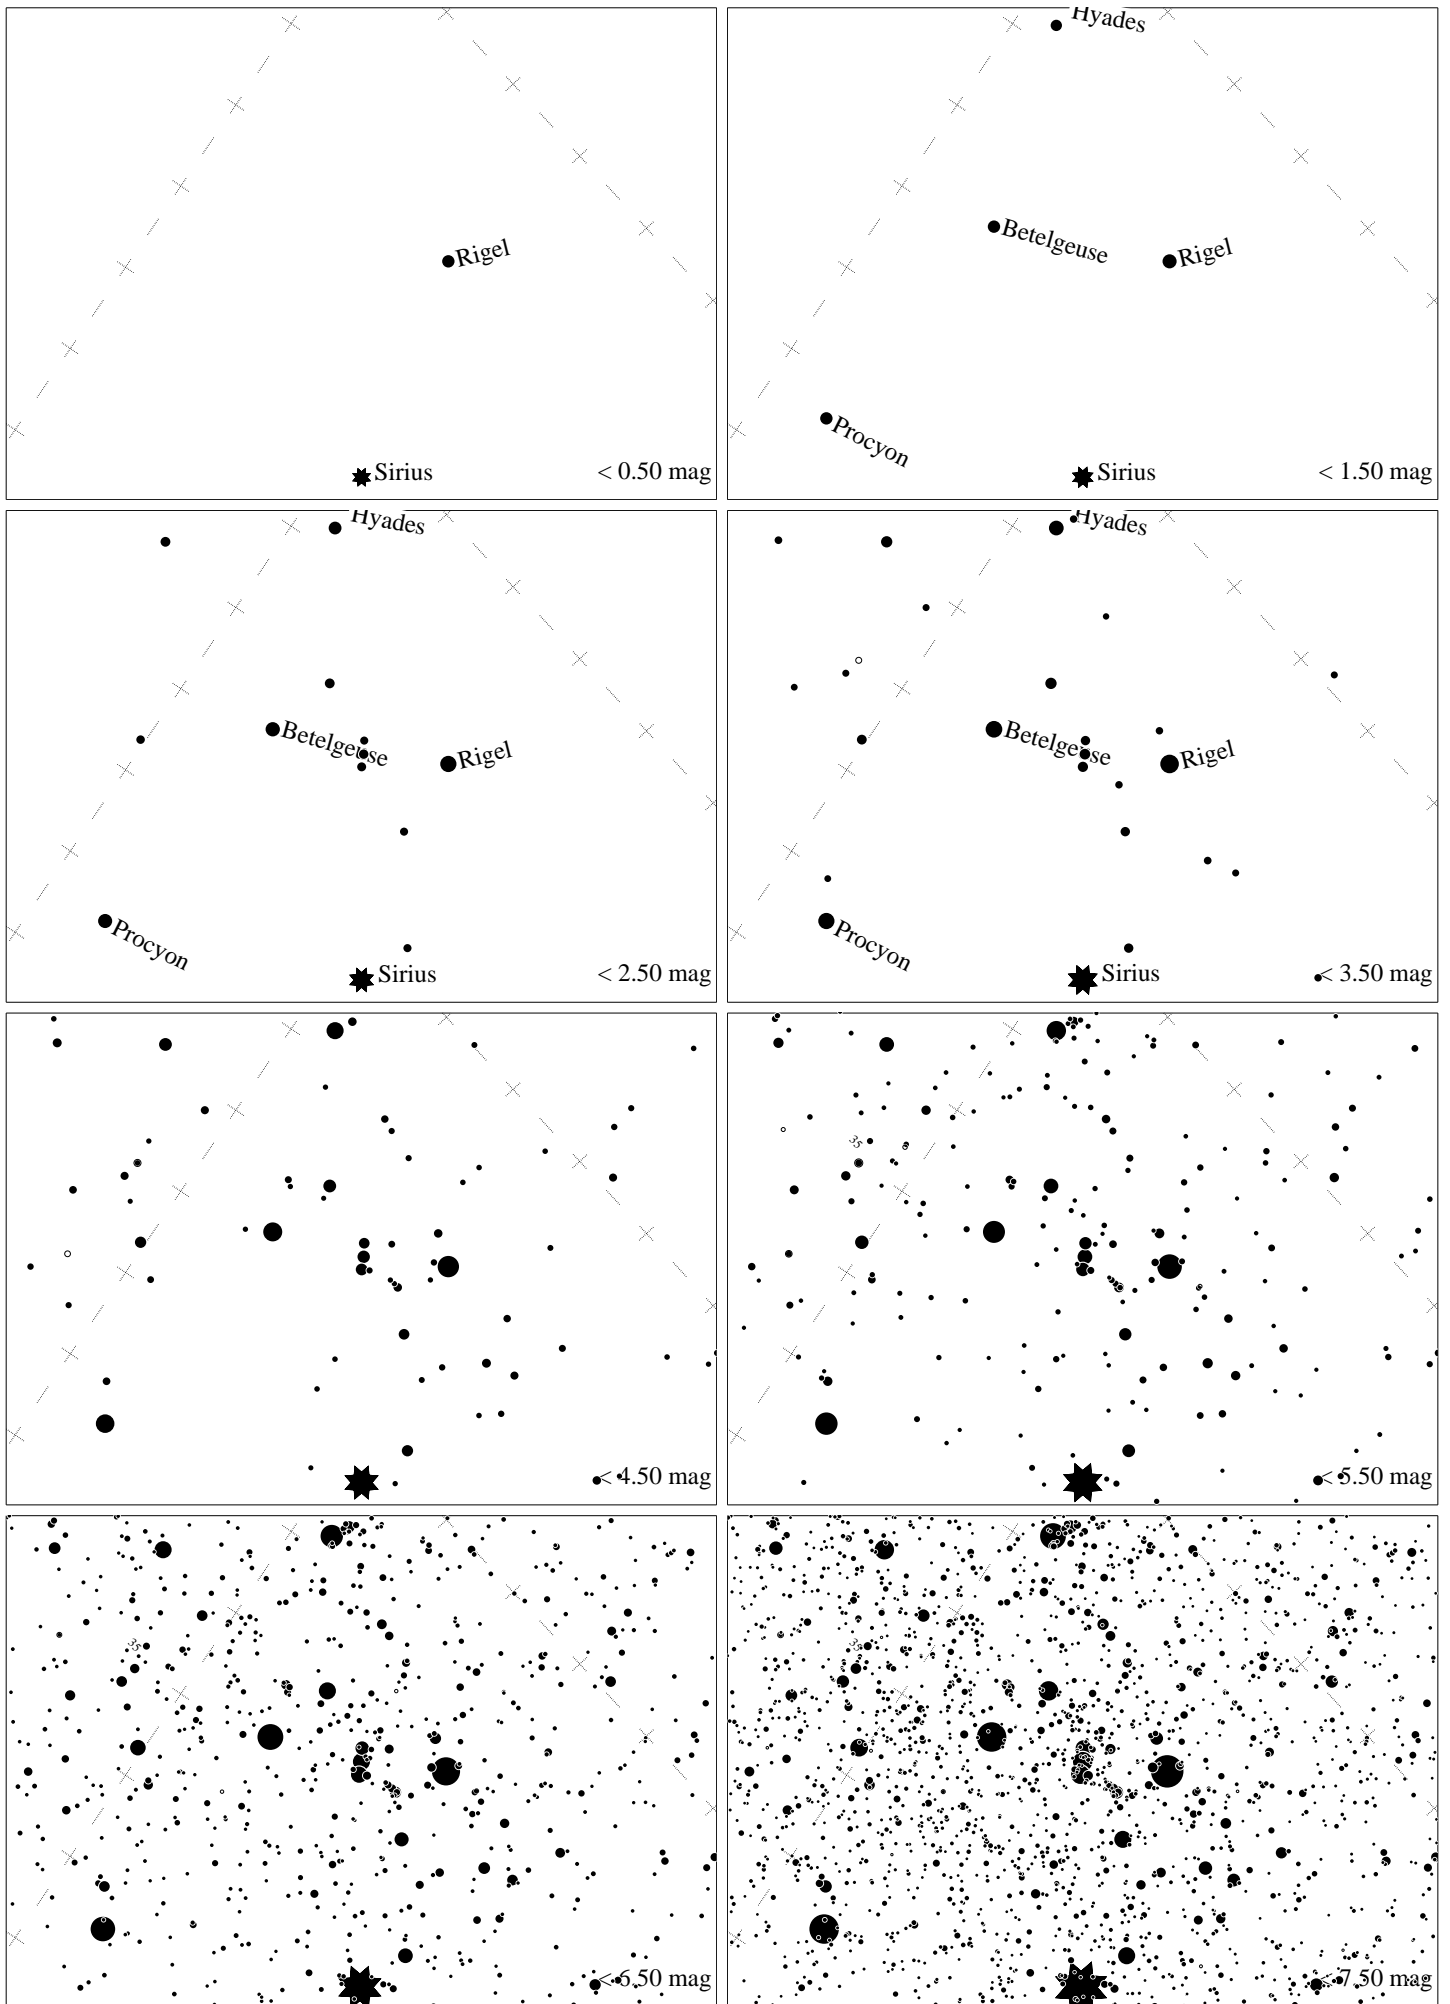 Rigel
Sirius
< 0.50 mag
Hyades
Betelgeuse
Rigel
Procyon
Sirius
< 1.50 mag
Hyades
Betelgeuse
Rigel
Procyon
Sirius
< 2.50 mag
Hyades
Betelgeuse
Rigel
Procyon
Sirius
< 3.50 mag
< 4.50 mag
35
< 5.50 mag
35
< 6.50 mag
35
< 7.50 mag